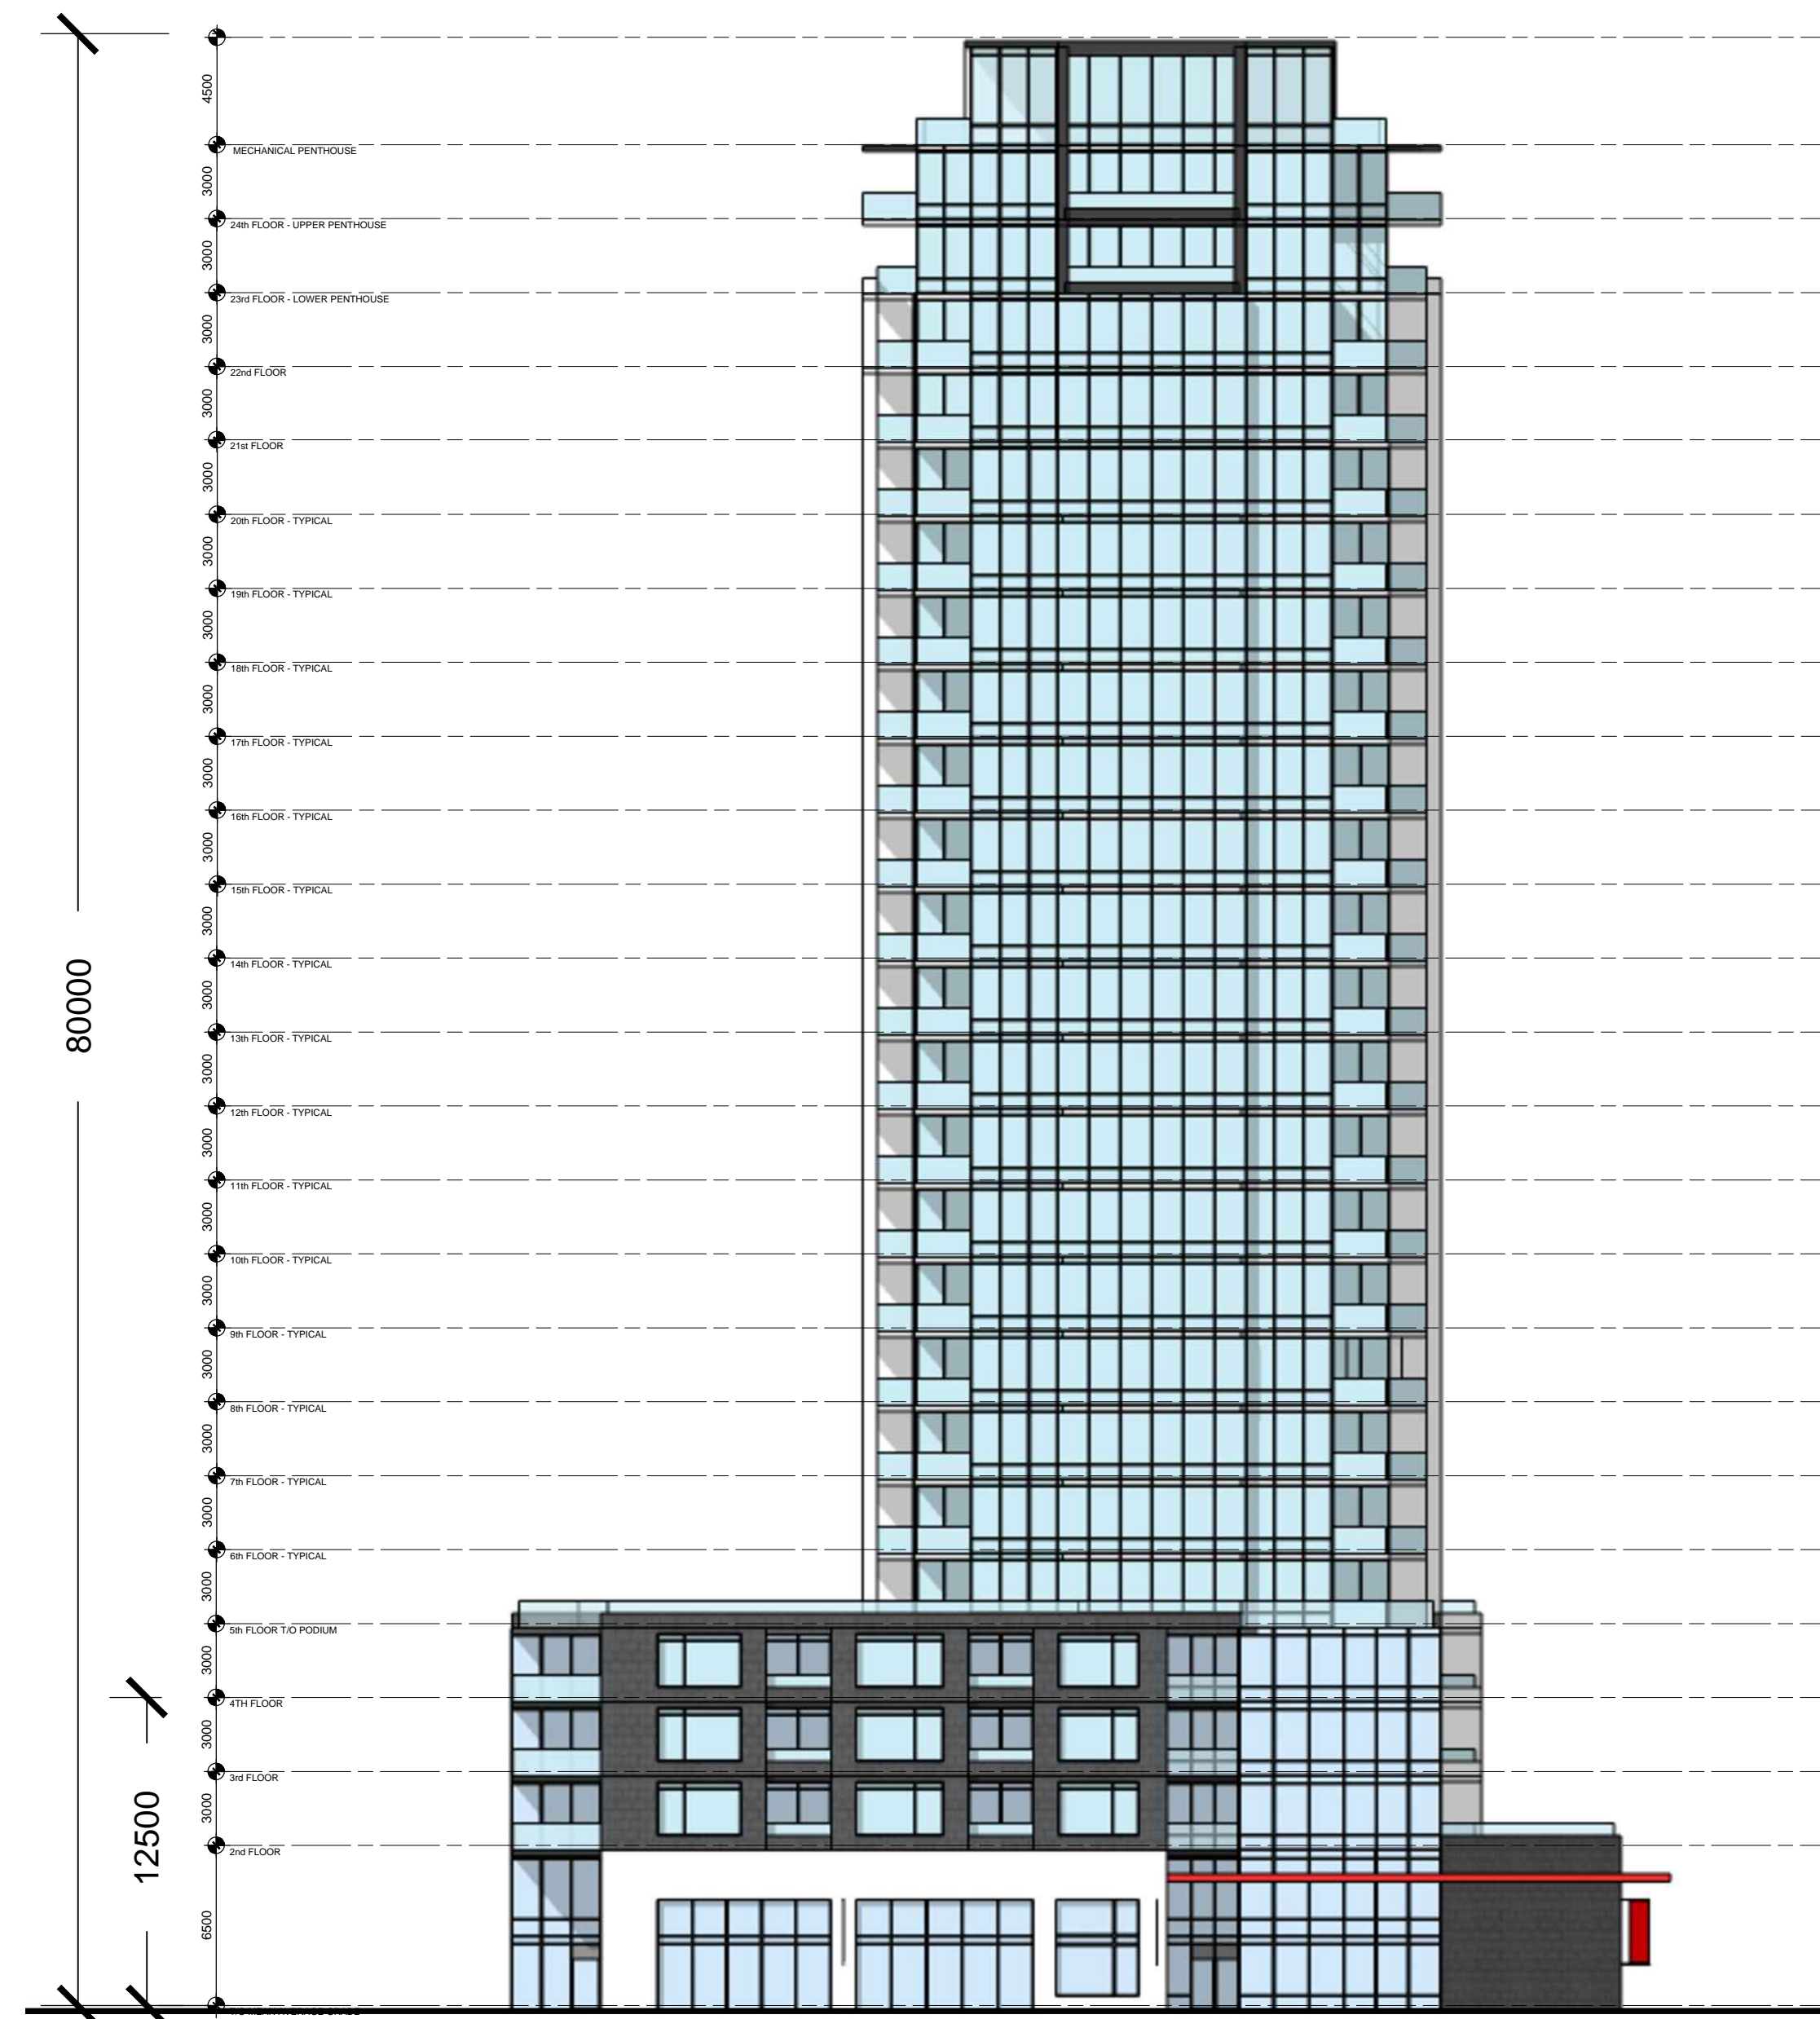 4500
MECHANICAL PENTHOUSE
3000
24th FLOOR - UPPER PENTHOUSE
3000
23rd FLOOR - LOWER PENTHOUSE
3000
22nd FLOOR
3000
21st FLOOR
3000
20th FLOOR - TYPICAL
3000
19th FLOOR - TYPICAL
3000
18th FLOOR - TYPICAL
3000
17th FLOOR - TYPICAL
3000
16th FLOOR - TYPICAL
3000
15th FLOOR - TYPICAL
3000
14th FLOOR - TYPICAL
80000
3000
13th FLOOR - TYPICAL
3000
12th FLOOR - TYPICAL
3000
11th FLOOR - TYPICAL
3000
10th FLOOR - TYPICAL
3000
9th FLOOR - TYPICAL
3000
8th FLOOR - TYPICAL
3000
7th FLOOR - TYPICAL
3000
6th FLOOR - TYPICAL
3000
5th FLOOR T/O PODIUM
3000
4TH FLOOR
3000
3rd FLOOR
3000
12500
2nd FLOOR
6500